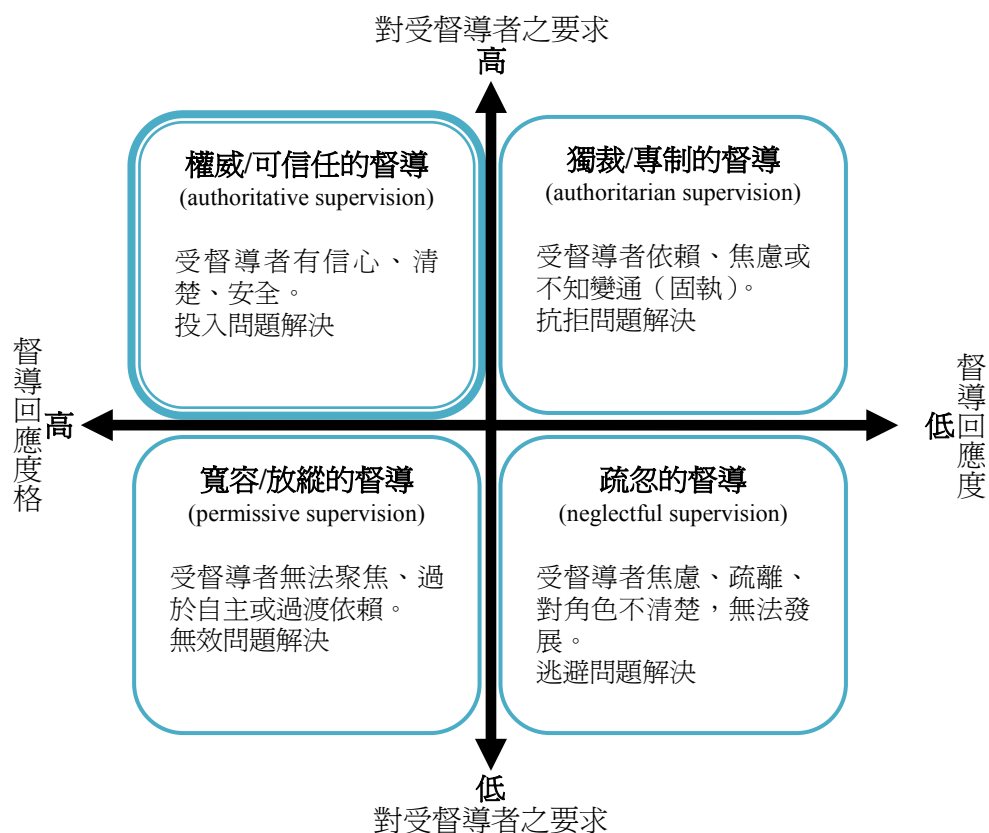 對受督導者之要求
高
權威/可信任的督導
(authoritative supervision)
受督導者有信心、清
楚、安全。
投入問題解決
獨裁/專制的督導
(authoritarian supervision)
受督導者依賴、焦慮或
不知變通（固執）。
抗拒問題解決
督導回應度格
高
低
督導回應度
寬容/放縱的督導
(permissive supervision)
受督導者無法聚焦、過
於自主或過渡依賴。
無效問題解決
疏忽的督導
(neglectful supervision)
受督導者焦慮、疏離、
對角色不清楚，無法發
展。
逃避問題解決
低
對受督導者之要求